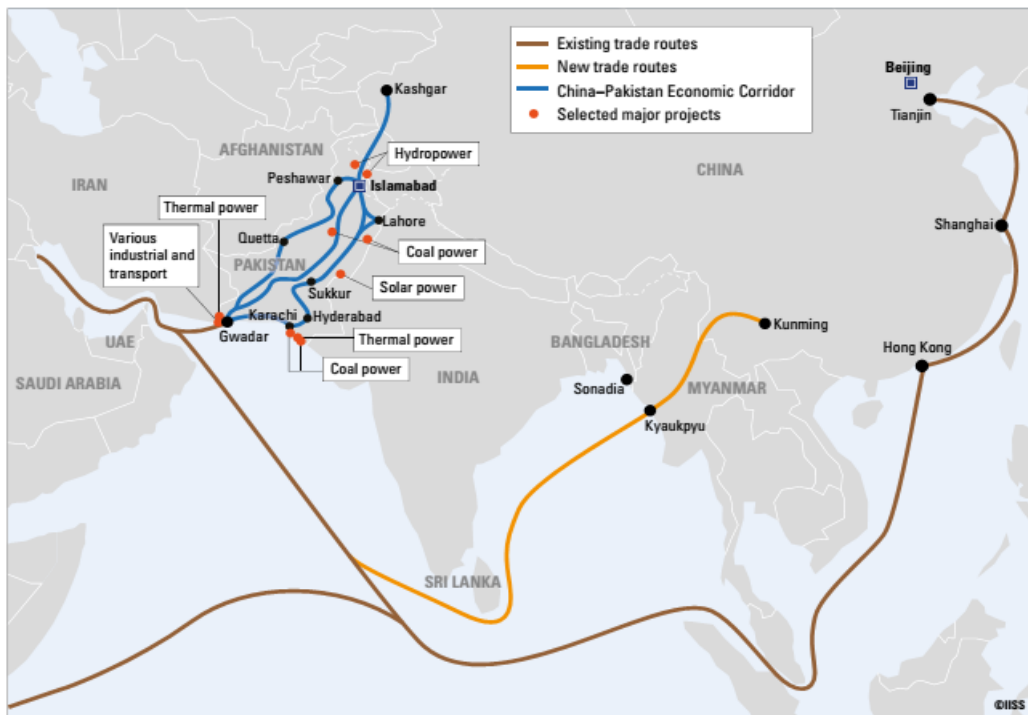 Existing trade routes
New trade routes
China–Pakistan Economic Corridor
Selected major projects
Beijing
Tianjin
Kashgar
AFGHANISTAN
Hydropower
CHINA
Peshawar
Islamabad
IRAN
Thermal power
Lahore
Shanghai
Various
industrial and
transport
Quetta
Coal power
PAKISTAN
Solar power
Sukkur
Karachi
Hyderabad
Gwadar
Kunming
UAE
Thermal power
BANGLADESH
Hong Kong
Coal power
INDIA
SAUDI ARABIA
Sonadia
MYANMAR
Kyaukpyu
SRI LANKA
©IISS